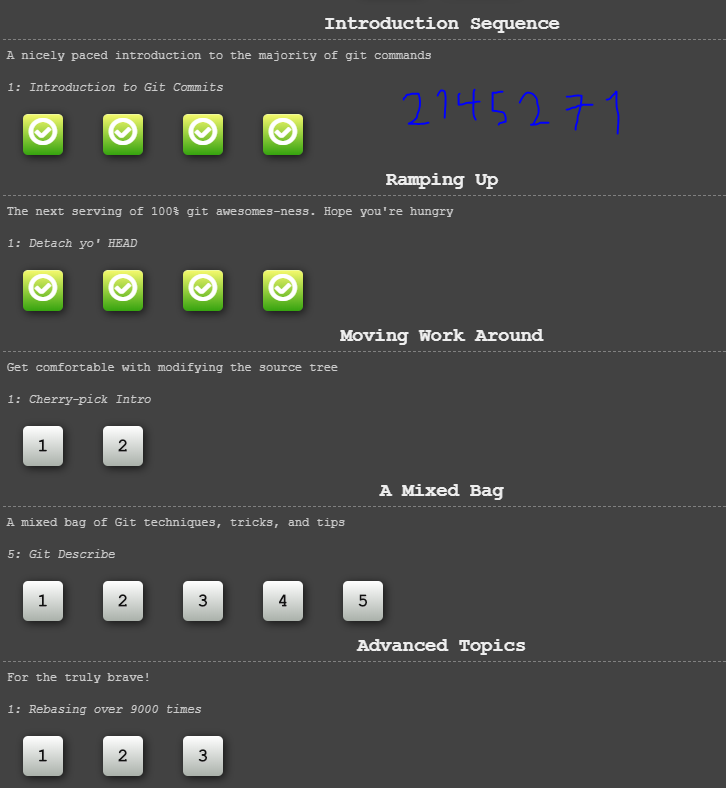 Introduction Sequence
A nicely paced introduction to the majority of git commands
1: Introduction to Git Commits
2145271
Ramping Up
The next serving of 100% git awesomes-ness. Hope you're hungry
1: Detach yo' HEAD
Moving Work Around
Get comfortable with modifying the source tree
1: Cherry-pick Intro
1 2
A Mixed Bag
A mixed bag of Git techniques, tricks, and tips
5: Git Describe
1 2 3 4 5
Advanced Topics
For the truly brave!
1: Rebasing over 9000 times
1 2 3